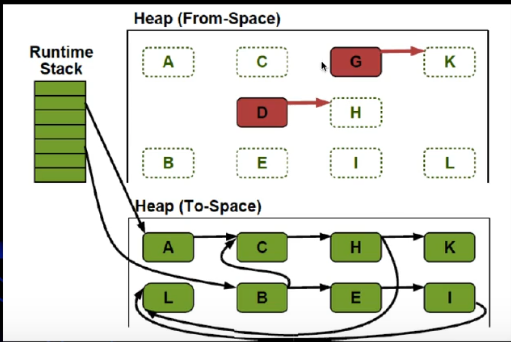 Heap (From-Space)
Runtime
Stack
A C G K
D H
B E I L
Heap (To-Space)
A C H K
L B E I